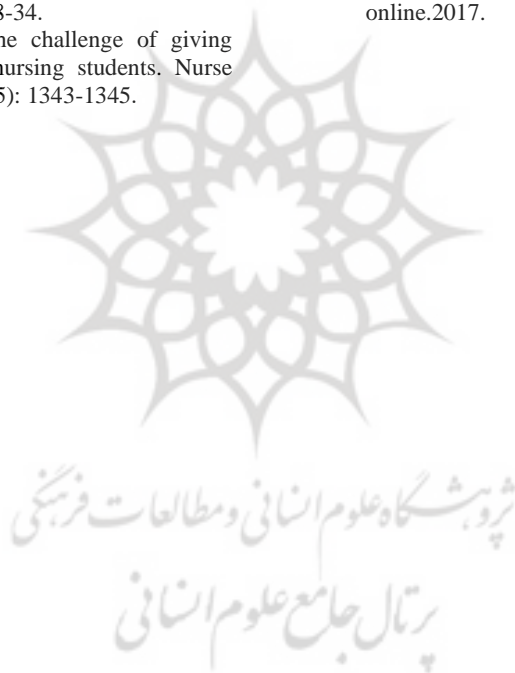 8-34.
online.2017.
he challenge of giving
nursing students. Nurse
5): 1343-1345.
پژوهشگاه علوم انسانی و مطالعات فرهنگی
پرتال جامع علوم انسانی